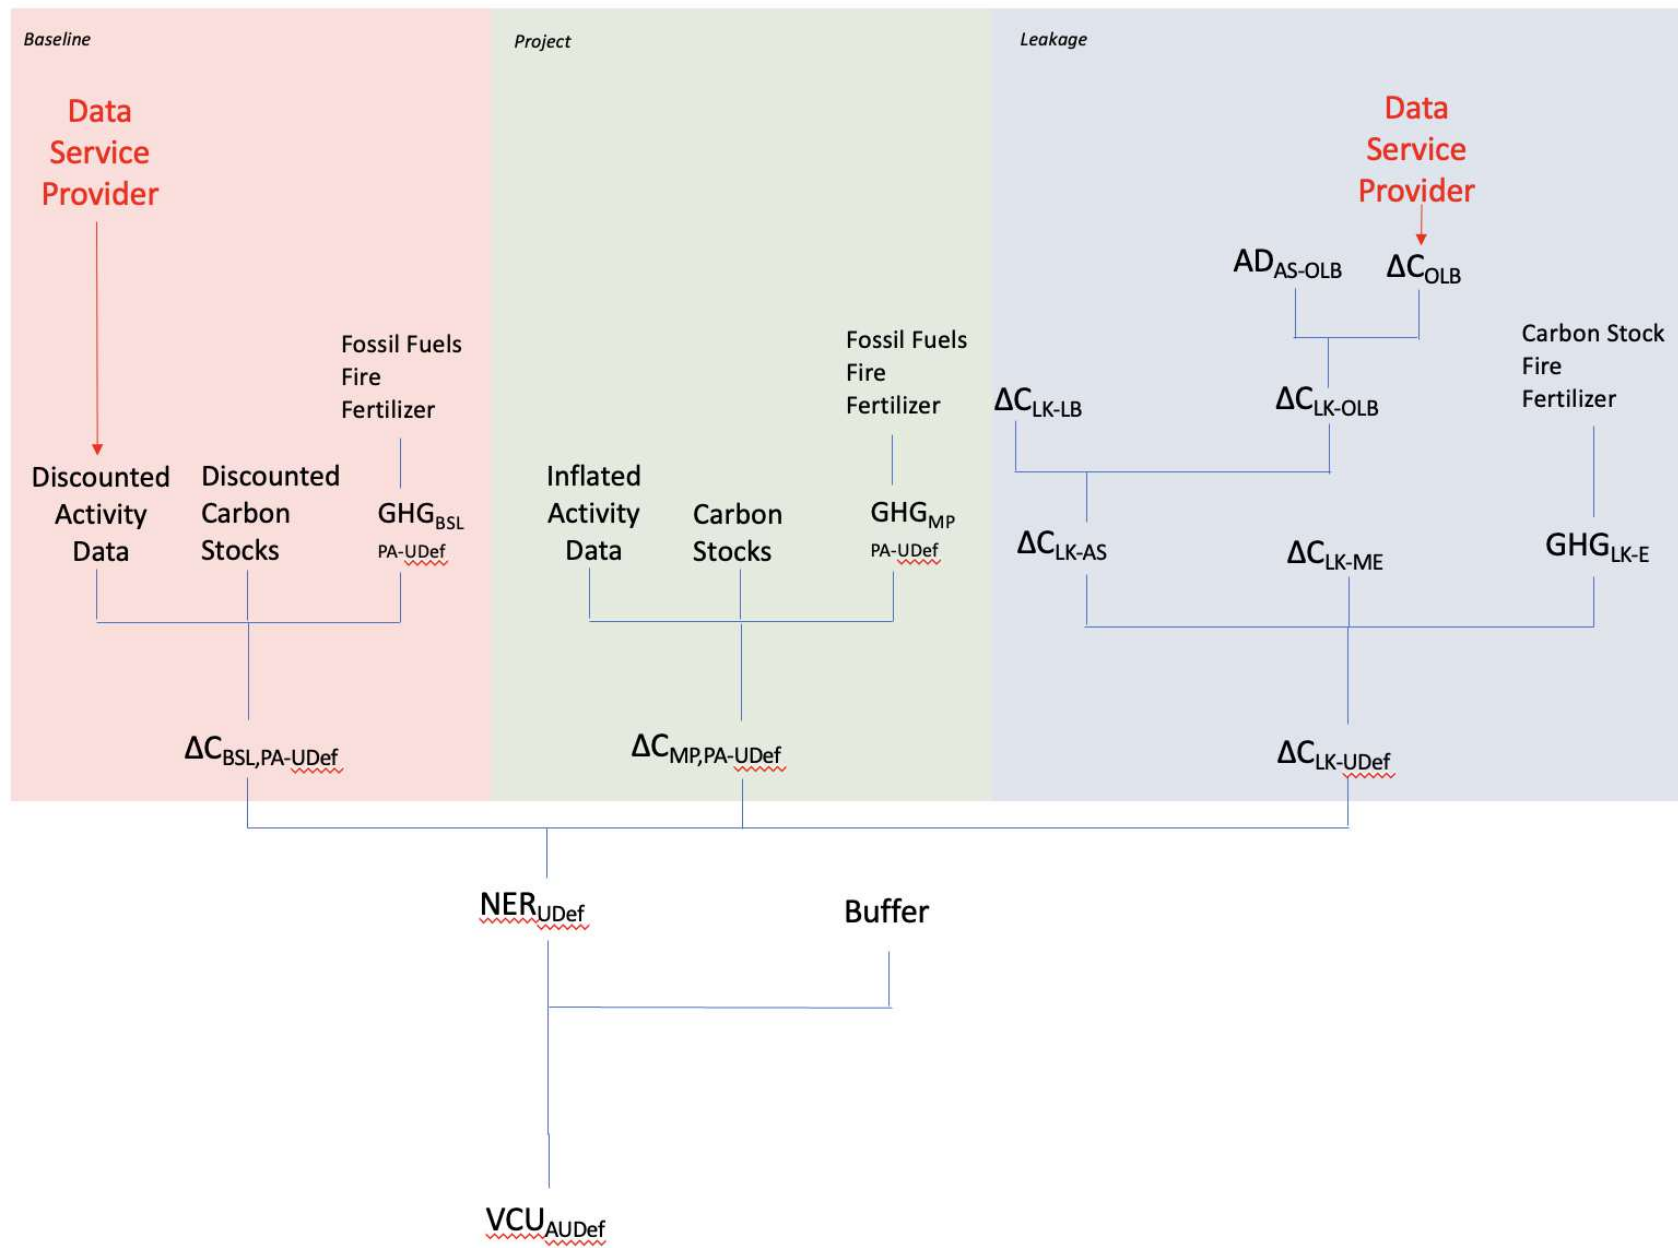 Baseline
Data
Service
Provider
Fossil Fuels
Fire
Fertilizer
Discounted
Activity
Data
Discounted
Carbon
Stocks
GHG BSL
PA-UDef
ΔC BSL,PA-UDef
Project
Fossil Fuels
Fire
Fertilizer
Inflated
Activity
Data
Carbon
Stocks
GHG MP
PA-UDef
ΔC MP,PA-UDef
Leakage
Data
Service
Provider
AD AS-OLB
ΔC OLB
Carbon Stock
Fire
Fertilizer
ΔC LK-LB
ΔC LK-OLB
ΔC LK-AS
ΔC LK-ME
GHG LK-E
ΔC LK-UDef
NER UDef
Buffer
VCU AUDef